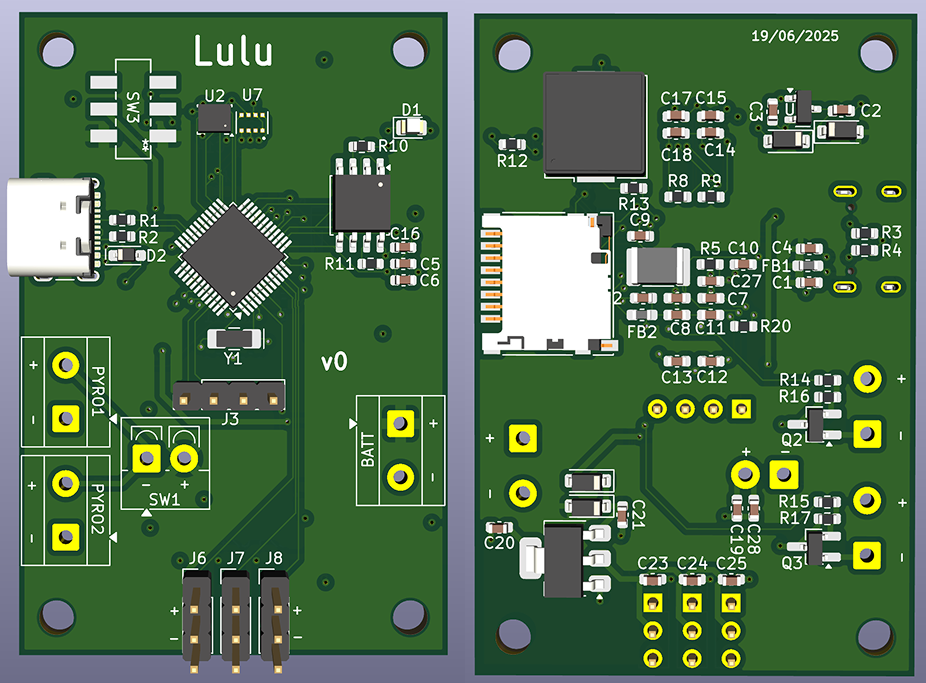 Lulu
SW3
U2
U7
D1
R10
R1
R2
D2
C16
R11
C5
C6
Y1
v0
+
PYRO1
-
J3
BATT
+
-
+
PYRO2
-
-
+
SW1
J6
J7
J8
+
+
-
-
19/06/2025
C17
C15
C3
U
C2
R12
C18
C14
R13
R8
R9
C9
R3
R4
R5
C10
C4
FB1
C27
C1
2
C7
FB2
C8
C11
R20
C13
C12
R14
+
R16
Q2
-
+
-
+
-
R15
+
R17
C21
C20
C19
C28
Q3
-
C23
C24
C25